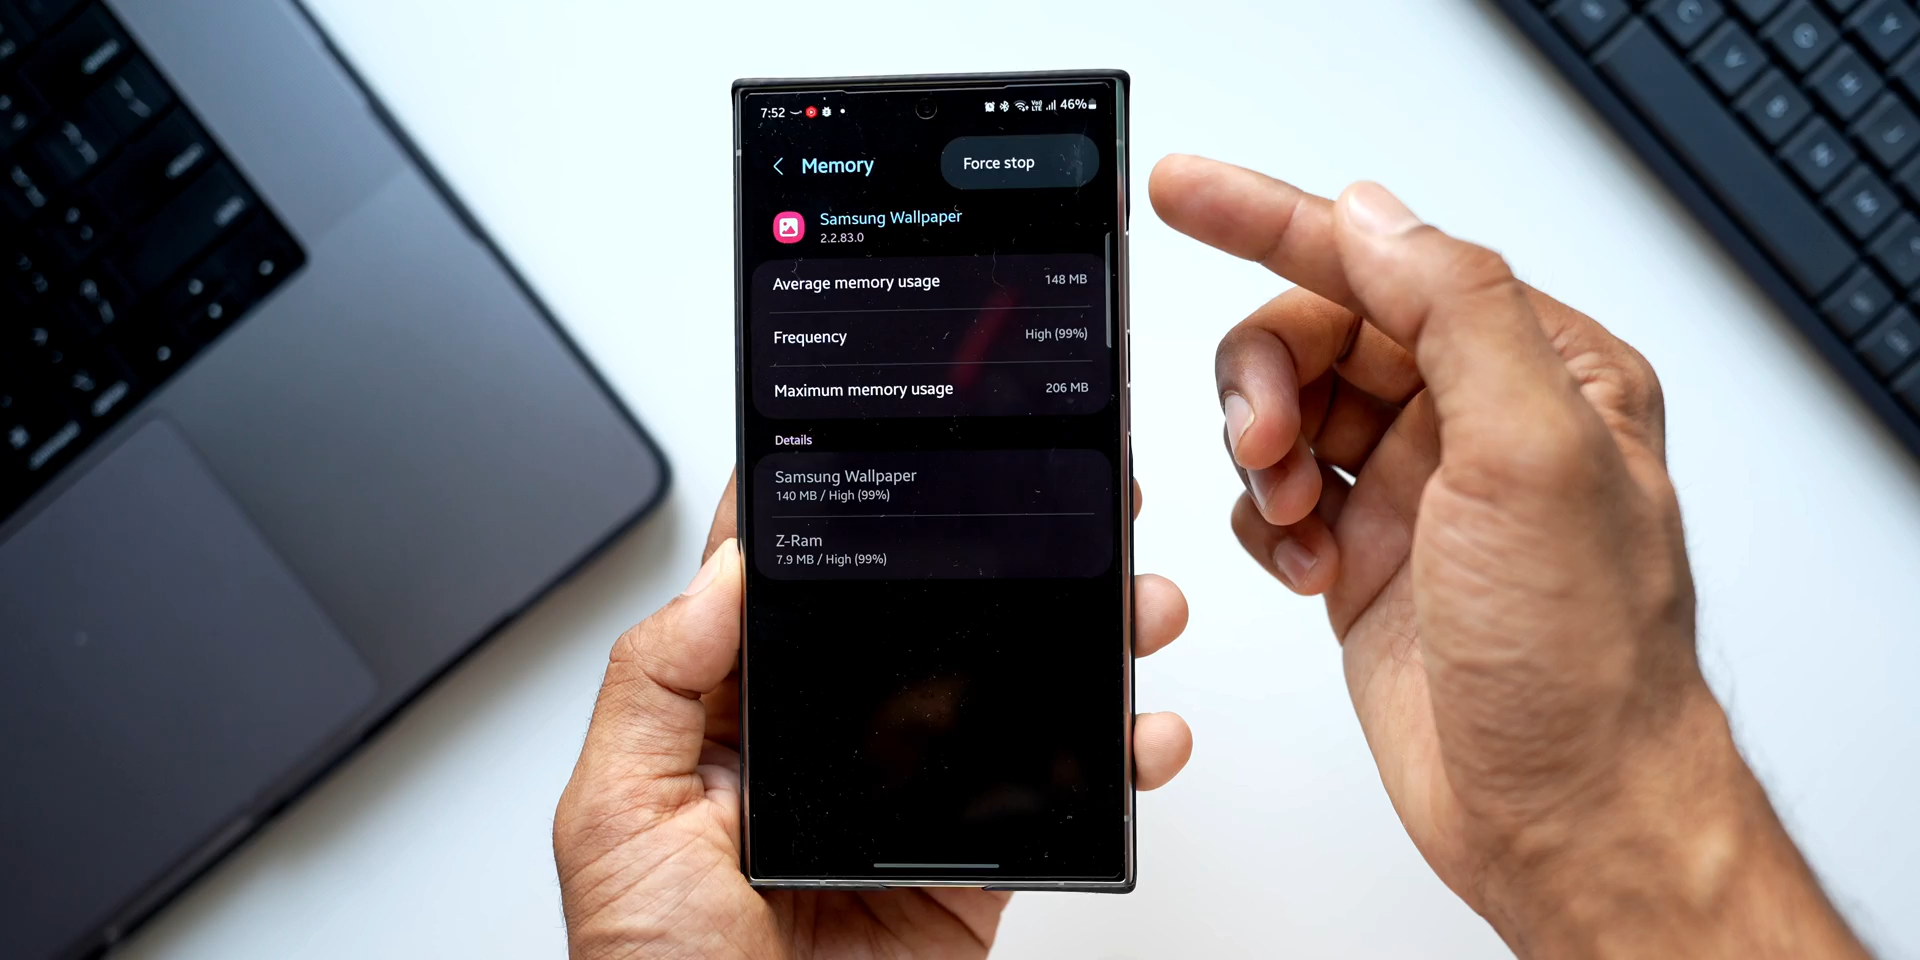 7:52
Vo) LTE 46%
Memory
Force stop
Samsung Wallpaper
2.2.83.0
Average memory usage 148 MB
Frequency High (99%)
Maximum memory usage 206 MB
Details
Samsung Wallpaper
140 MB / High (99%)
Z-Ram
7.9 MB / High (99%)